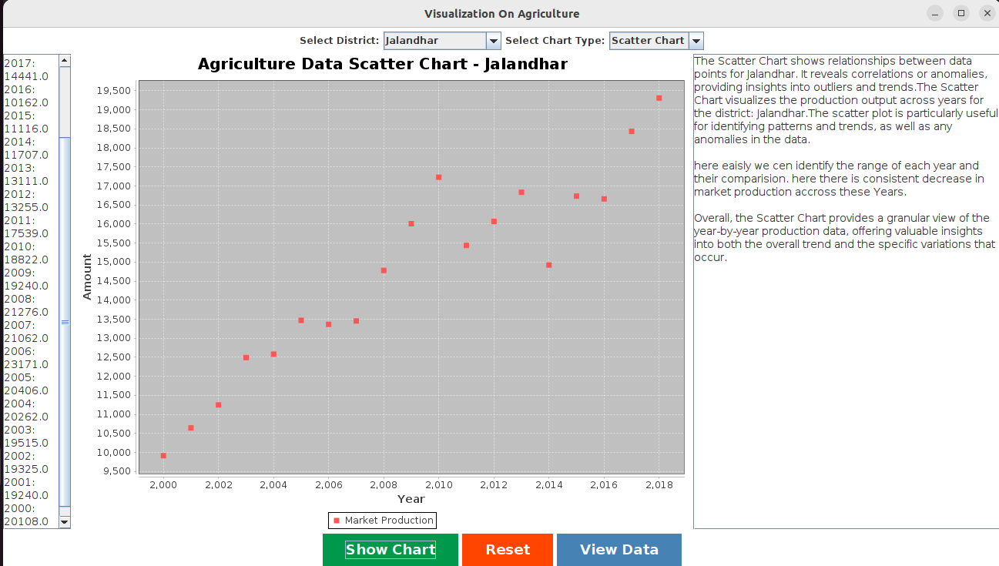 Visualization On Agriculture
Select District: Jalandhar Select Chart Type: Scatter Chart
2017:
14441.0
2016:
10162.0
2015:
11116.0
2014:
11707.0
2013:
13111.0
2012:
13255.0
2011:
17539.0
2010:
18822.0
2009:
19240.0
2008:
21276.0
2007:
21062.0
2006:
23171.0
2005:
20406.0
2004:
20262.0
2003:
19515.0
2002:
19325.0
2001:
19240.0
2000:
20108.0
Agriculture Data Scatter Chart - Jalandhar
Amount
19,500
19,000
18,500
18,000
17,500
17,000
16,500
16,000
15,500
15,000
14,500
14,000
13,500
13,000
12,500
12,000
11,500
11,000
10,500
10,000
9,500
2,000 2,002 2,004 2,006 2,008 2,010 2,012 2,014 2,016 2,018
Year
Market Production
The Scatter Chart shows relationships between data
points for Jalandhar. It reveals correlations or anomalies,
providing insights into outliers and trends.The Scatter
Chart visualizes the production output across years for
the district: Jalandhar.The scatter plot is particularly useful
for identifying patterns and trends, as well as any
anomalies in the data.
here eaisly we cen identify the range of each year and
their comparision. here there is consistent decrease in
market production accross these Years.
Overall, the Scatter Chart provides a granular view of the
year-by-year production data, offering valuable insights
into both the overall trend and the specific variations that
occur.
Show Chart Reset View Data